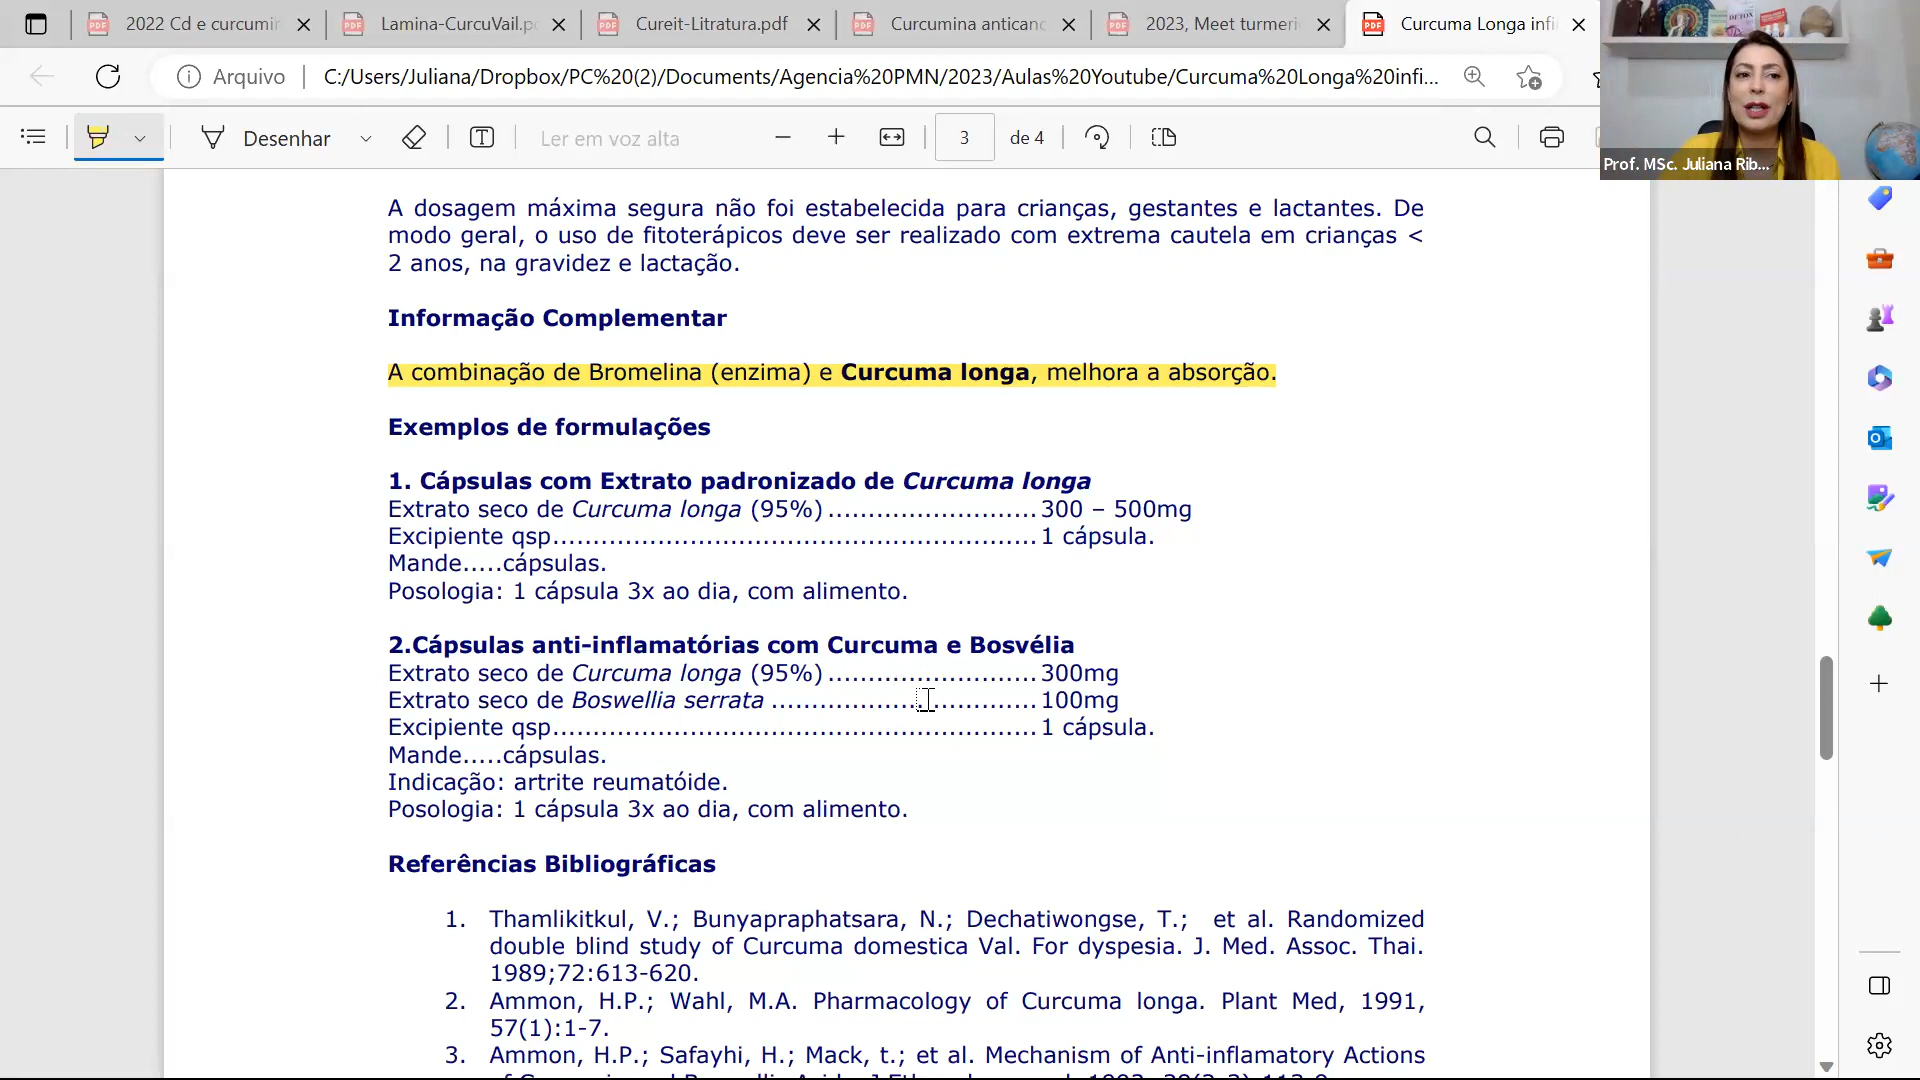 2022 Cd e curcumin
Lamina-CurcuVail.p
Cureit-Litratura.pdf
Curcumina anticanc
2023, Meet turmeri
Curcuma Longa infi
Arquivo
C:/Users/Juliana/Dropbox/PC%20(2)/Documents/Agencia%20PMN/2023/Aulas%20Youtube/Curcuma%20Longa%20infi...
Desenhar
Ler em voz alta
3
de 4
Prof. MSc. Juliana Rib...
A dosagem máxima segura não foi estabecida para crianças, gestantes e lactantes. De
modo geral, o uso de fitoterápicos deve ser realizado com extrema cautela em crianças <
2 anos, na gravidez e lactação.
Informação Complementar
A combinação de Bromelina (enzima) e Curcuma longa, melhora a absorção.
Exemplos de formulações
1. Cápsulas com Extrato padronizado de Curcuma longa
Extrato seco de Curcuma longa (95%)..........................300 – 500mg
Excipiente qsp............................................................1 cápsula.
Mande.....cápsulas.
Posologia: 1 cápsula 3x ao dia, com alimento.
2.Cápsulas anti-inflamatórias com Curcuma e Bosvélia
Extrato seco de Curcuma longa (95%)..........................300mg
Extrato seco de Boswellia serrata .................................100mg
Excipiente qsp............................................................1 cápsula.
Mande.....cápsulas.
Indicação: artrite reumatóide.
Posologia: 1 cápsula 3x ao dia, com alimento.
Referências Bibliográficas
1. Thamlikitkul, V.; Bunyapraphatsara, N.; Dechatiwongse, T.; et al. Randomized
double blind study of Curcuma domestica Val. For dyspesia. J. Med. Assoc. Thai.
1989;72:613-620.
2. Ammon, H.P.; Wahl, M.A. Pharmacology of Curcuma longa. Plant Med, 1991,
57(1):1-7.
3. Ammon, H.P.; Safayhi, H.; Mack, t.; et al. Mechanism of Anti-inflamatory Actions